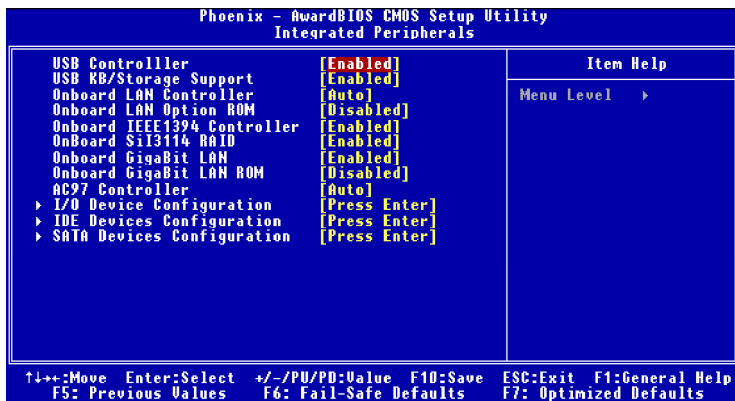 Phoenix - AwardBIOS CMOS Setup Utility
Integrated Peripherals
USB Controlller [Enabled]
USB KB/Storage Support [Enabled]
Onboard LAN Controller [Auto]
Onboard LAN Option ROM [Disabled]
Onboard IEEE1394 Controller [Enabled]
OnBoard SiI3114 RAID [Enabled]
Onboard GigaBit LAN [Enabled]
Onboard GigaBit LAN ROM [Disabled]
AC97 Controller [Auto]
▸ I/O Device Configuration [Press Enter]
▸ IDE Devices Configuration [Press Enter]
▸ SATA Devices Configuration [Press Enter]
Item Help
Menu Level ▸
↑↓→←:Move Enter:Select +/-/PU/PD:Value F10:Save ESC:Exit F1:General Help
F5: Previous Values F6: Fail-Safe Defaults F7: Optimized Defaults